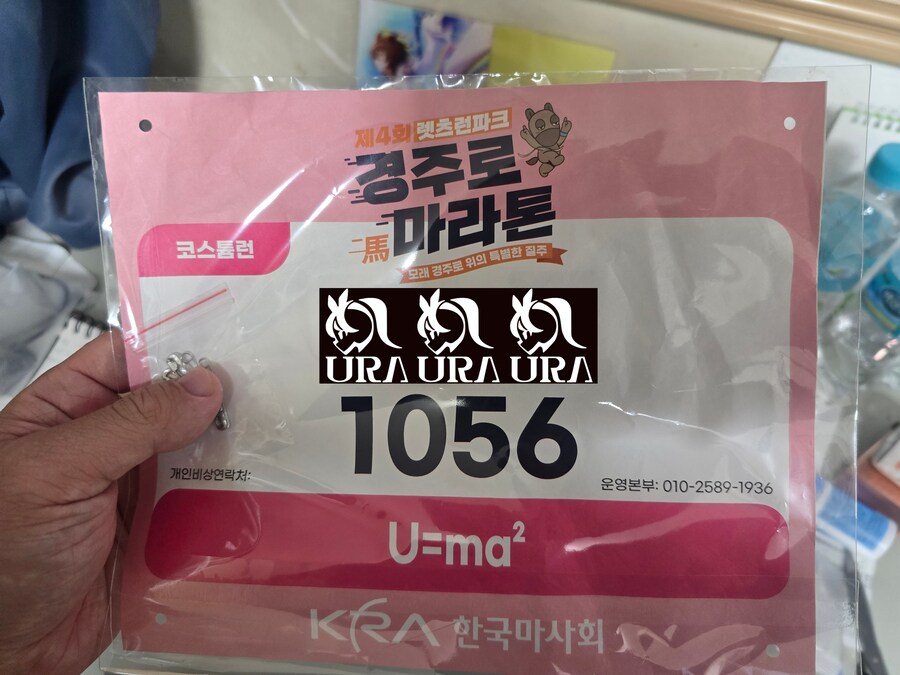 제4회 렛츠런파크
경주로
馬 마라톤
모래 경주로 위의 특별한 질주
코스튬런
URA URA URA
1056
개인비상연락처:
운영본부: 010-2589-1936
U=ma²
KRA 한국마사회